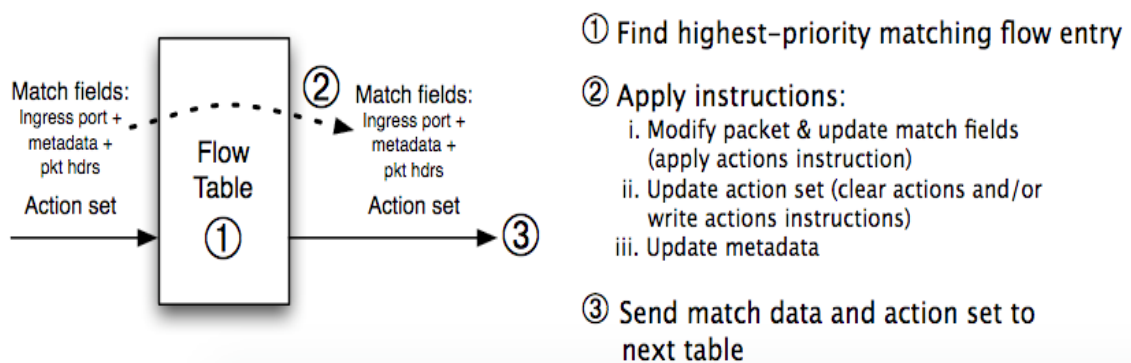 Match fields:
Ingress port +
metadata +
pkt hdrs
Action set
Flow
Table
①
②
Match fields:
Ingress port +
metadata +
pkt hdrs
Action set
③
① Find highest-priority matching flow entry
② Apply instructions:
i. Modify packet & update match fields
(apply actions instruction)
ii. Update action set (clear actions and/or
write actions instructions)
iii. Update metadata
③ Send match data and action set to
next table